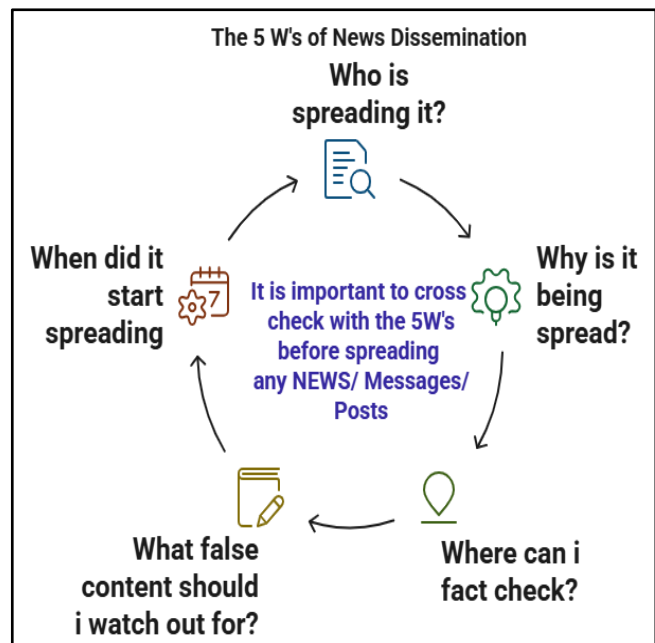 The 5 W's of News Dissemination
Who is
spreading it?
Why is it
being
spread?
Where can i
fact check?
What false
content should
i watch out for?
When did it
start
spreading
7
It is important to cross
check with the 5W's
before spreading
any NEWS/ Messages/
Posts